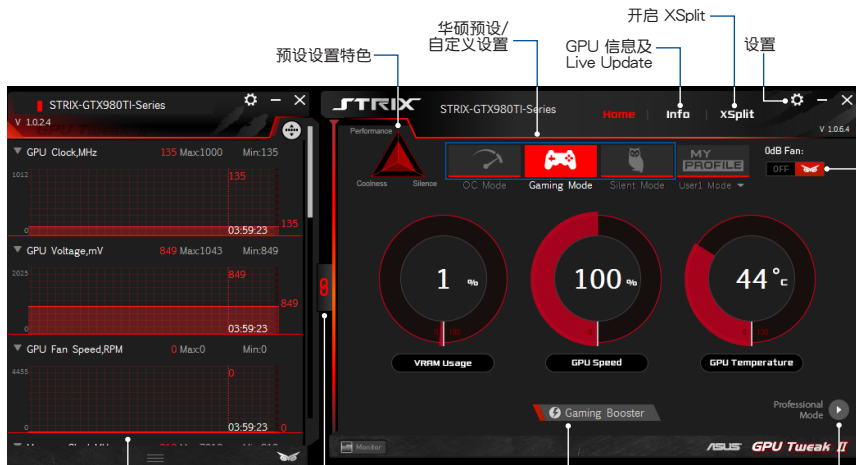 开启 XSplit
华硕预设/
自定义设置
预设设置特色
GPU 信息及
Live Update
设置
STRIX-GTX980TI-Series
V 1.0.2.4
GPU Clock,MHz 135 Max:1000 Min:135
1012
135
135
0
03:59:23
GPU Voltage,mV 849 Max:1043 Min:849
2025
849
849
0
03:59:23
GPU Fan Speed,RPM 0 Max:0 Min:0
4455
0
0
0
03:59:23
STRIX
STRIX-GTX980TI-Series
Home Info XSplit
V 1.0.6.4
Performance
Coolness Silence
OC Mode
Gaming Mode
Silent Mode
MY
PROFILE
User1 Mode
0dB Fan:
OFF
1 %
0 100
VRAM Usage
100 %
GPU Speed
44 °c
GPU Temperature
Gaming Booster
Professional
Mode
Monitor
ASUS GPU Tweak II